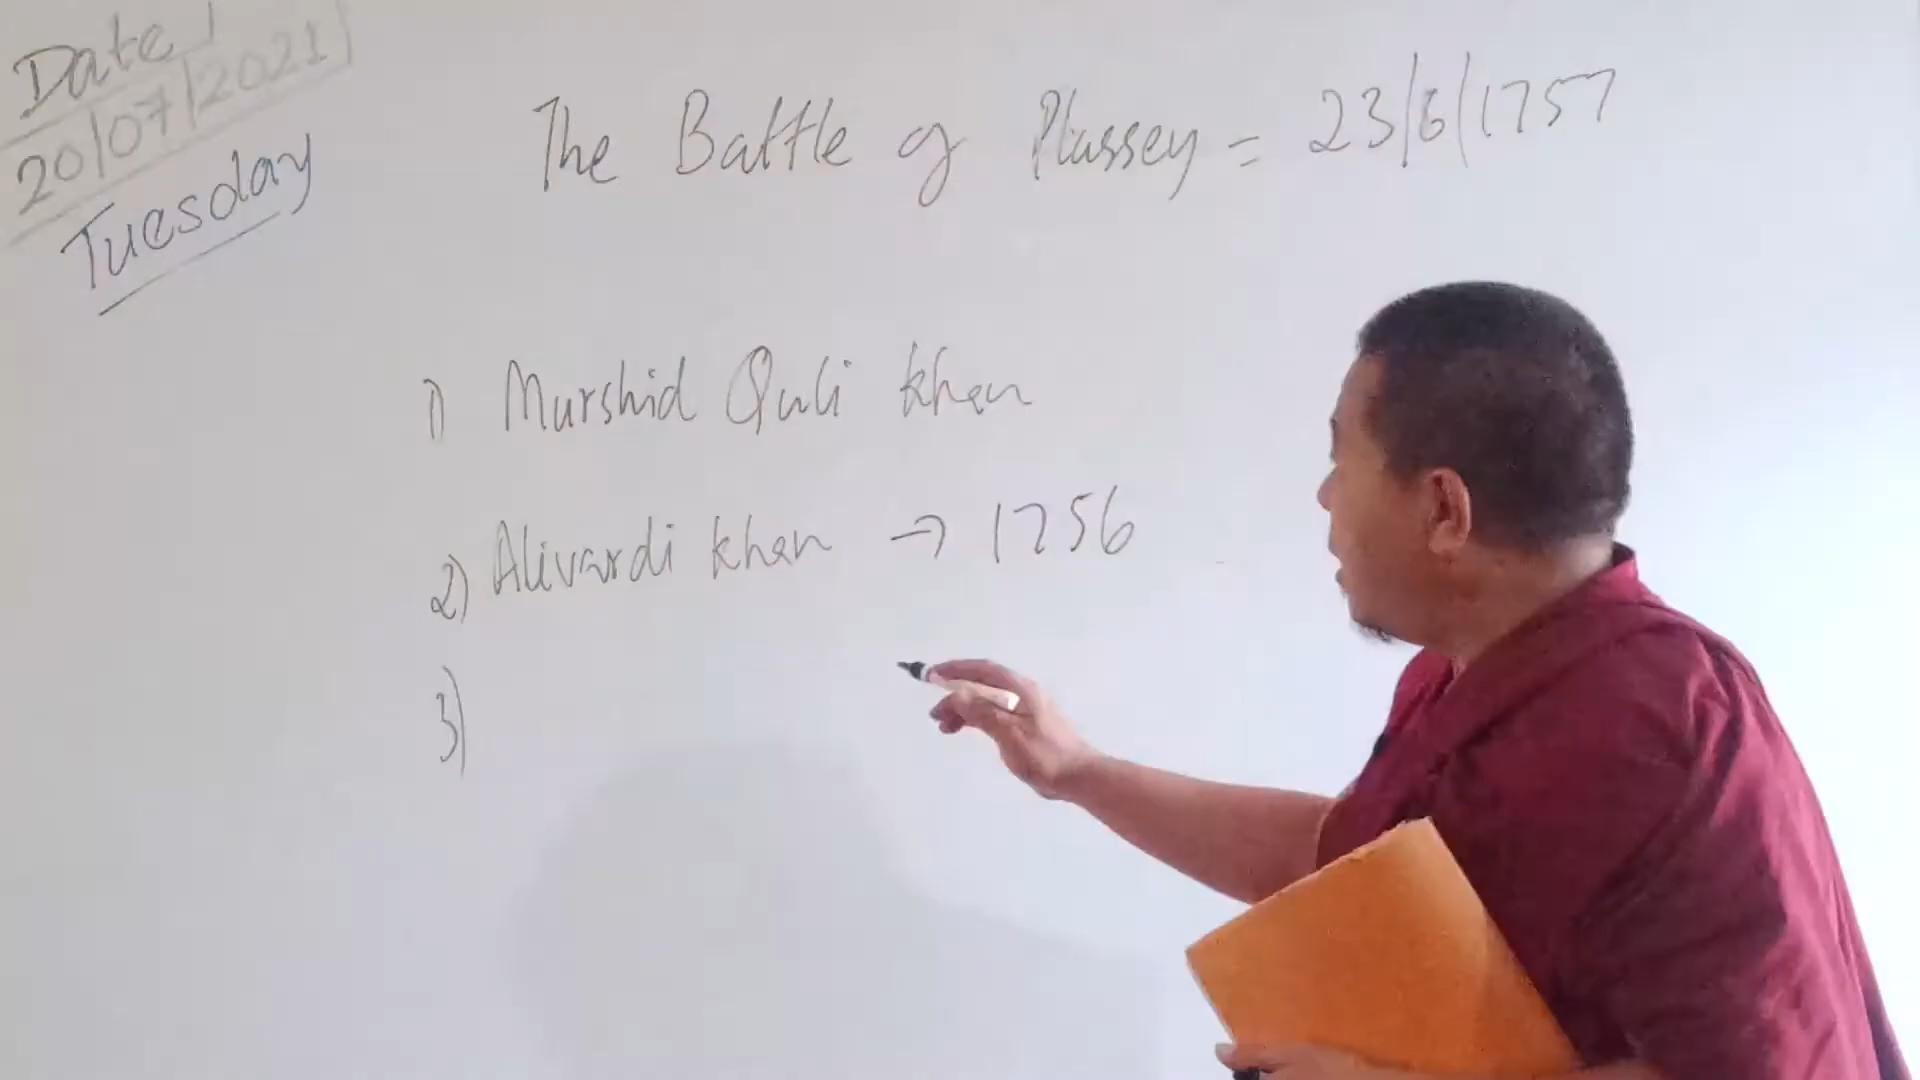 Date
20/07/2021
Tuesday
The Battle of Plassey = 23/6/1757
1) Murshid Quli khan
2) Alivardi khan → 1756
3)